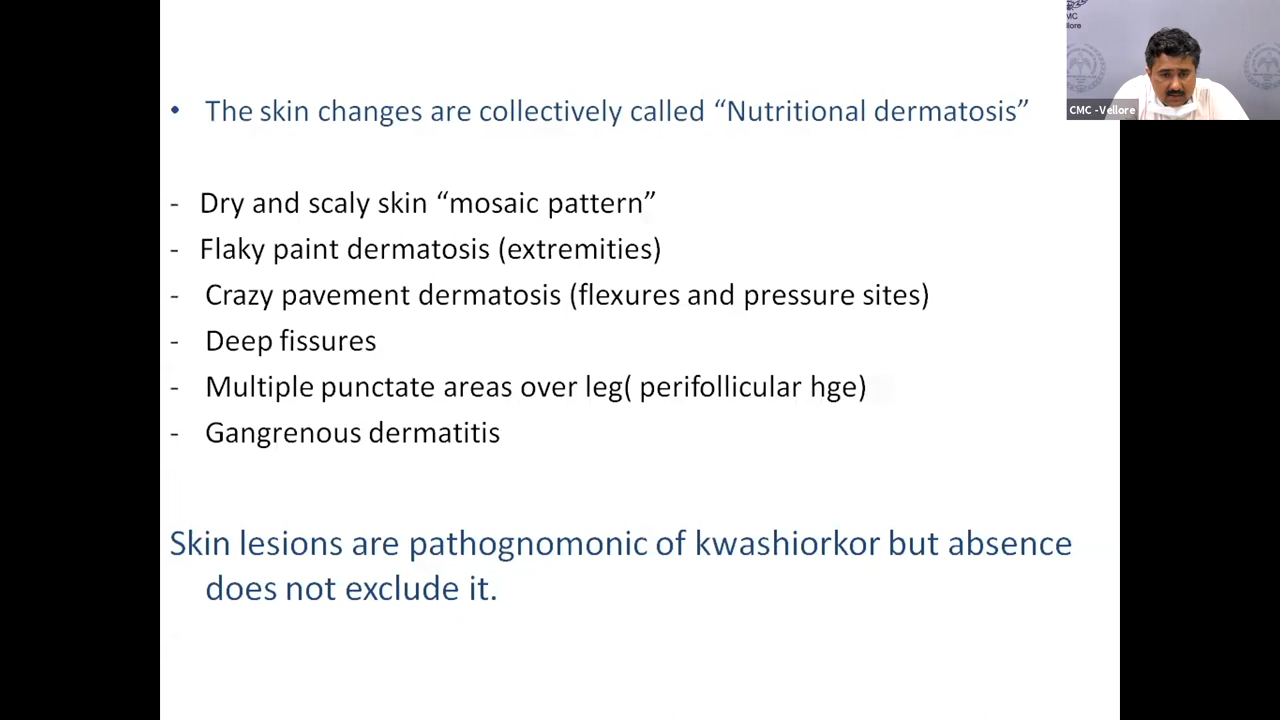 • The skin changes are collectively called “Nutritional dermatosis”
- Dry and scaly skin “mosaic pattern”
- Flaky paint dermatosis (extremities)
- Crazy pavement dermatosis (flexures and pressure sites)
- Deep fissures
- Multiple punctate areas over leg( perifollicular hge)
- Gangrenous dermatitis
Skin lesions are pathognomonic of kwashiorkor but absence
does not exclude it.
MC
llore
CMC -Vellore